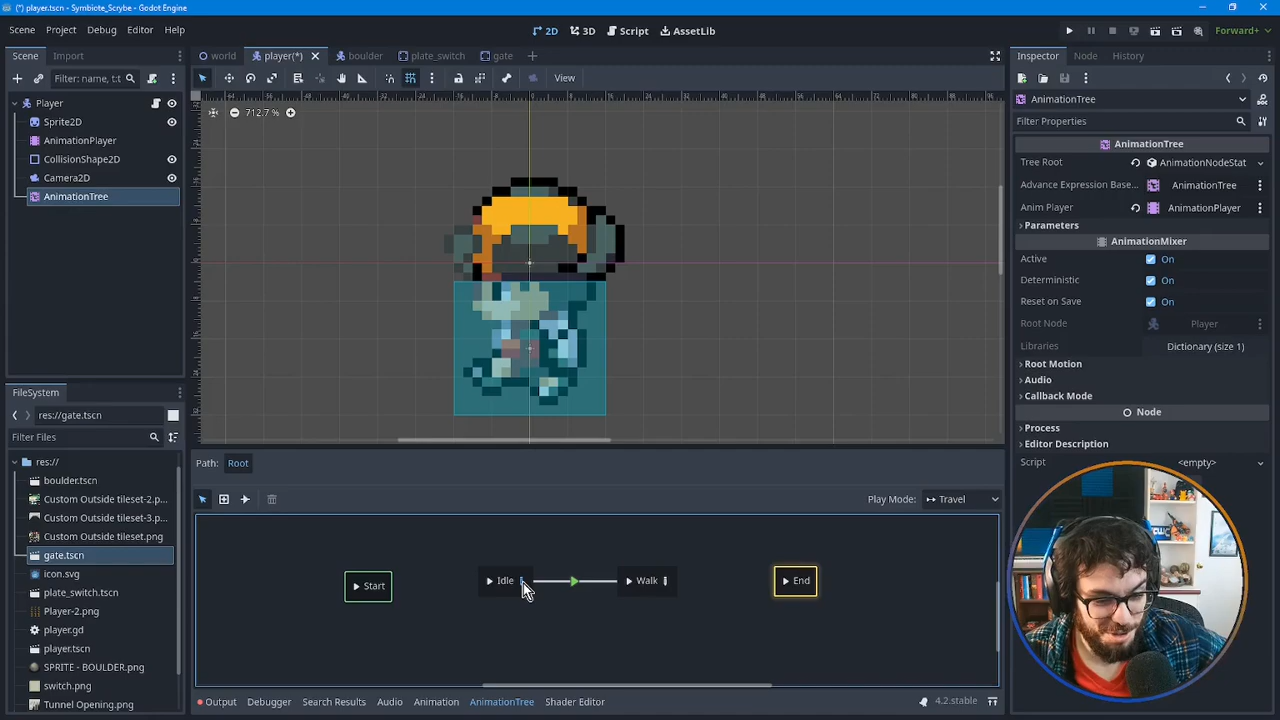 (*) player.tscn - Symbiote_Scrybe - Godot Engine
Scene Project Debug Editor Help
2D 3D Script AssetLib
Forward+
Scene Import
world player(*) boulder plate_switch gate
Inspector Node History
Filter: name, t:t
View
AnimationTree
Player
Sprite2D
AnimationPlayer
CollisionShape2D
Camera2D
AnimationTree
712.7 %
Filter Properties
AnimationTree
Tree Root AnimationNodeStat
Advance Expression Base... AnimationTree
Anim Player AnimationPlayer
Parameters
AnimationMixer
Active On
Deterministic On
Reset on Save On
Root Node Player
Libraries Dictionary (size 1)
Root Motion
Audio
Callback Mode
Node
Process
Editor Description
Script <empty>
FileSystem
res://gate.tscn
Filter Files
res://
boulder.tscn
Custom Outside tileset-2.p...
Custom Outside tileset-3.p...
Custom Outside tileset.png
gate.tscn
icon.svg
plate_switch.tscn
Player-2.png
player.gd
player.tscn
SPRITE - BOULDER.png
switch.png
Tunnel Opening.png
Path: Root
Play Mode: Travel
Start Idle Walk End
Output Debugger Search Results Audio Animation AnimationTree Shader Editor
4.2.stable